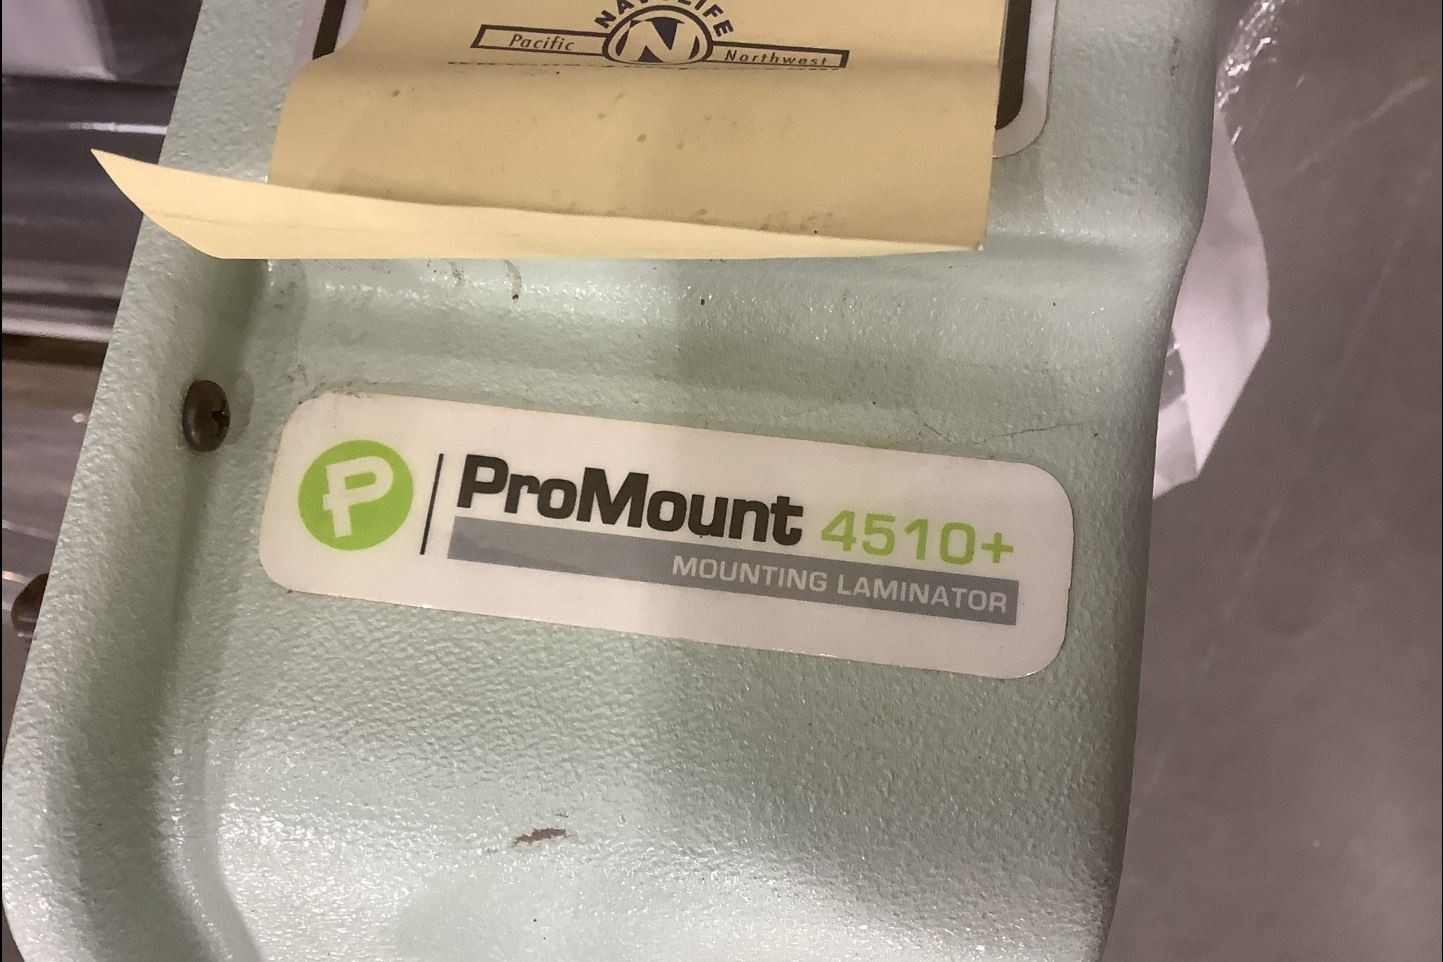 Pacific N Northwest
P ProMount 4510+
MOUNTING LAMINATOR